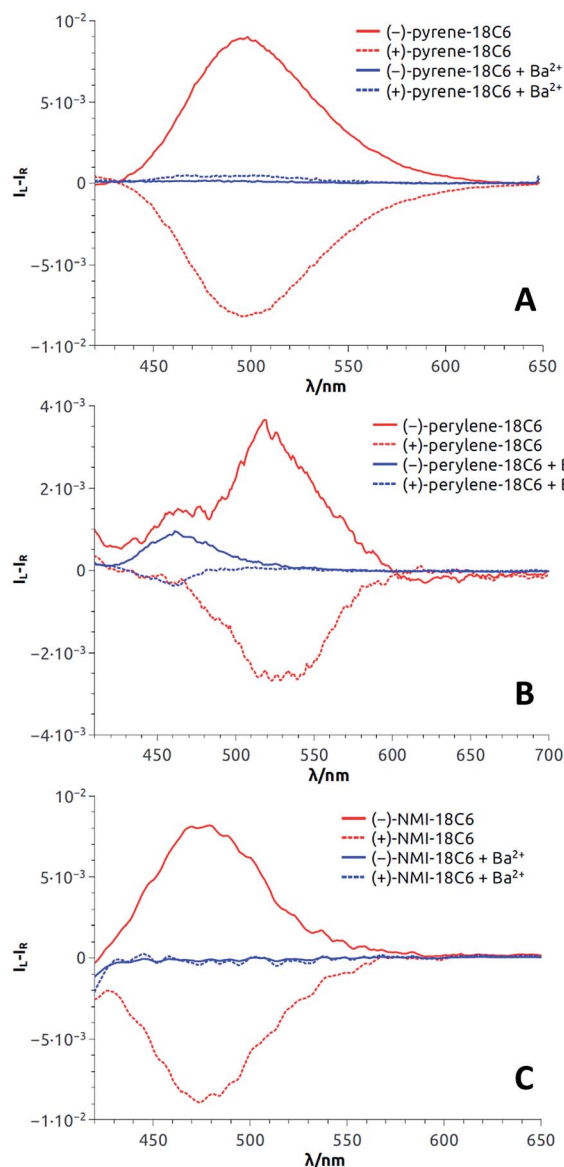 10⁻²
5·10⁻³
0
−5·10⁻³
−1·10⁻²
I_L-I_R
(−)-pyrene-18C6
(+)-pyrene-18C6
(−)-pyrene-18C6 + Ba²⁺
(+)-pyrene-18C6 + Ba²⁺
A
450 500 550 600 650
λ/nm
4·10⁻³
2·10⁻³
0
−2·10⁻³
−4·10⁻³
I_L-I_R
(−)-perylene-18C6
(+)-perylene-18C6
(−)-perylene-18C6 + B
(+)-perylene-18C6 + B
B
450 500 550 600 650 700
λ/nm
10⁻²
5·10⁻³
0
−5·10⁻³
−1·10⁻²
I_L-I_R
(−)-NMI-18C6
(+)-NMI-18C6
(−)-NMI-18C6 + Ba²⁺
(+)-NMI-18C6 + Ba²⁺
C
450 500 550 600 650
λ/nm